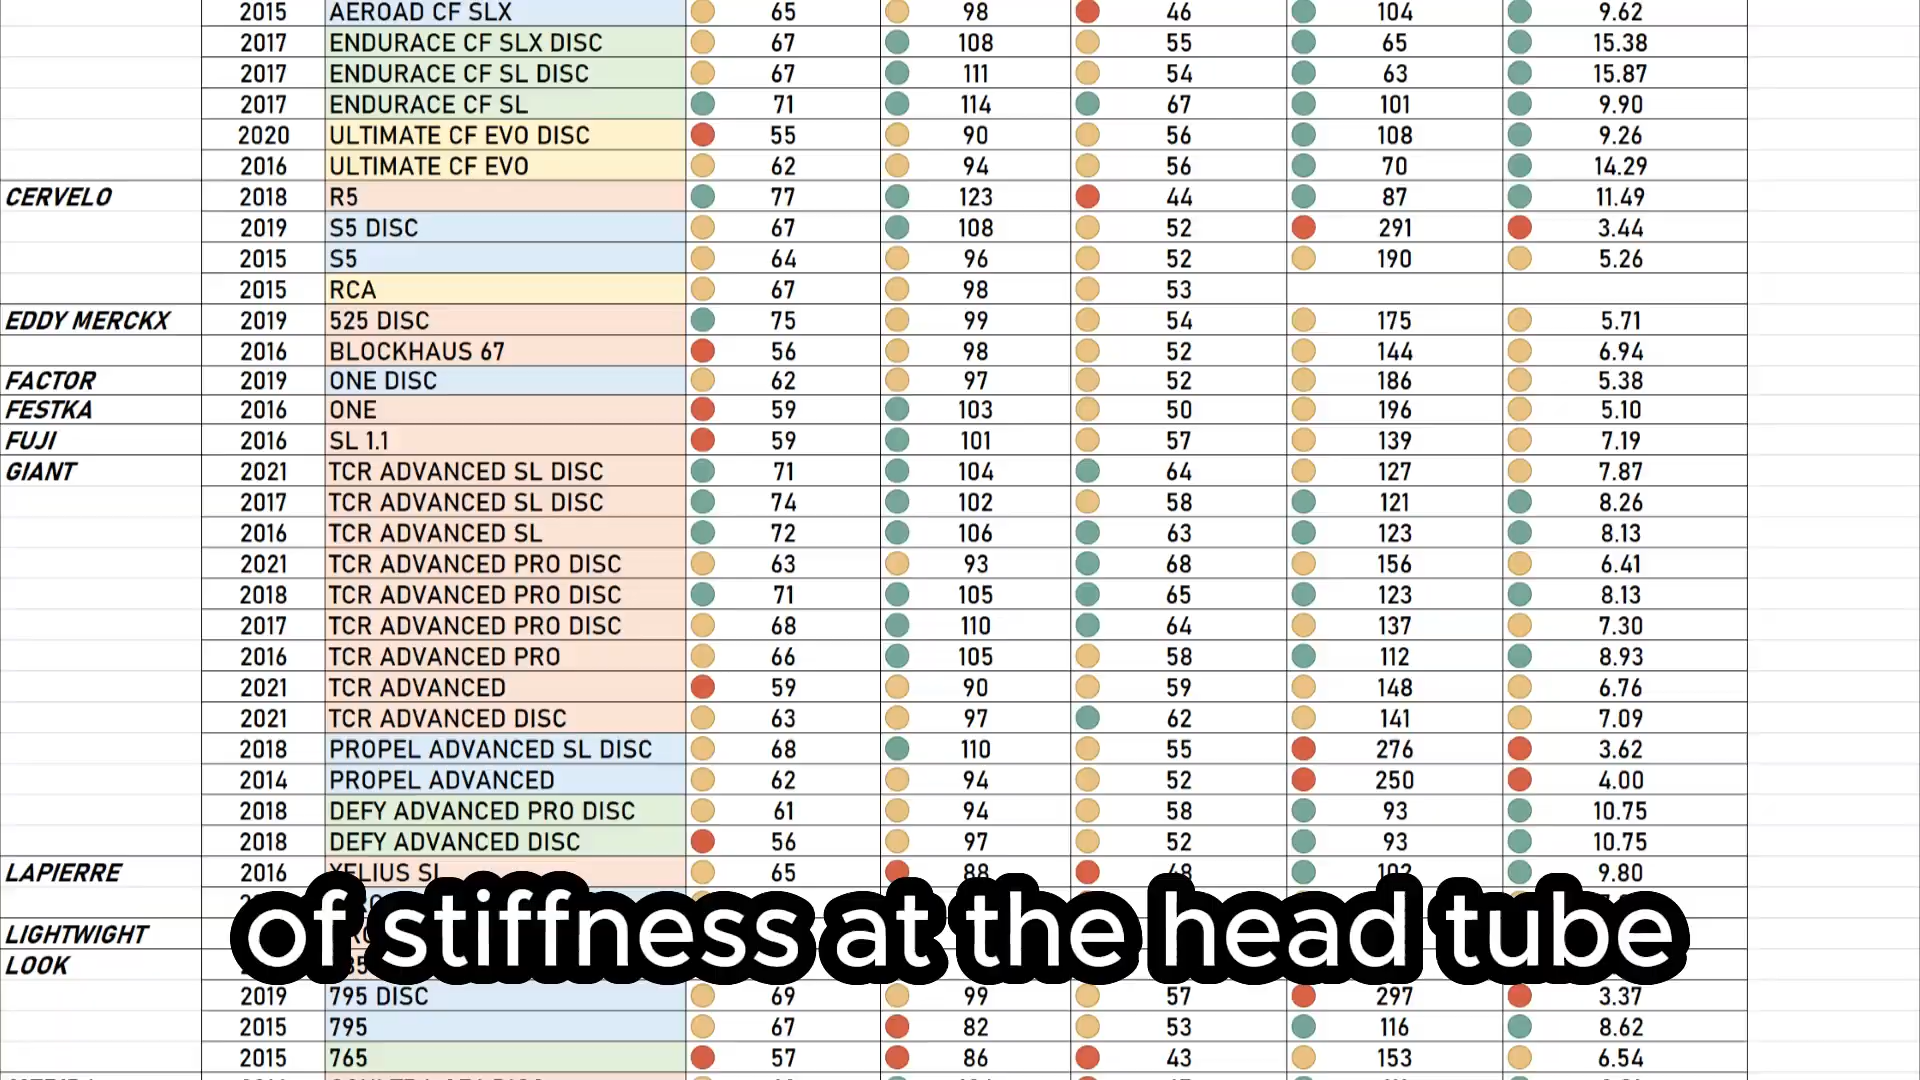 2015 AEROAD CF SLX 65 98 46 104 9.62
2017 ENDURACE CF SLX DISC 67 108 55 65 15.38
2017 ENDURACE CF SL DISC 67 111 54 63 15.87
2017 ENDURACE CF SL 71 114 67 101 9.90
2020 ULTIMATE CF EVO DISC 55 90 56 108 9.26
2016 ULTIMATE CF EVO 62 94 56 70 14.29
CERVELO 2018 R5 77 123 44 87 11.49
2019 S5 DISC 67 108 52 291 3.44
2015 S5 64 96 52 190 5.26
2015 RCA 67 98 53
EDDY MERCKX 2019 525 DISC 75 99 54 175 5.71
2016 BLOCKHAUS 67 56 98 52 144 6.94
FACTOR 2019 ONE DISC 62 97 52 186 5.38
FESTKA 2016 ONE 59 103 50 196 5.10
FUJI 2016 SL 1.1 59 101 57 139 7.19
GIANT 2021 TCR ADVANCED SL DISC 71 104 64 127 7.87
2017 TCR ADVANCED SL DISC 74 102 58 121 8.26
2016 TCR ADVANCED SL 72 106 63 123 8.13
2021 TCR ADVANCED PRO DISC 63 93 68 156 6.41
2018 TCR ADVANCED PRO DISC 71 105 65 123 8.13
2017 TCR ADVANCED PRO DISC 68 110 64 137 7.30
2016 TCR ADVANCED PRO 66 105 58 112 8.93
2021 TCR ADVANCED 59 90 59 148 6.76
2021 TCR ADVANCED DISC 63 97 62 141 7.09
2018 PROPEL ADVANCED SL DISC 68 110 55 276 3.62
2014 PROPEL ADVANCED 62 94 52 250 4.00
2018 DEFY ADVANCED PRO DISC 61 94 58 93 10.75
2018 DEFY ADVANCED DISC 56 97 52 93 10.75
LAPIERRE 2016 XELIUS SL 65 88 48 102 9.80
of stiffness at the head tube
LIGHTWIGHT
LOOK
2019 795 DISC 69 99 57 297 3.37
2015 795 67 82 53 116 8.62
2015 765 57 86 43 153 6.54